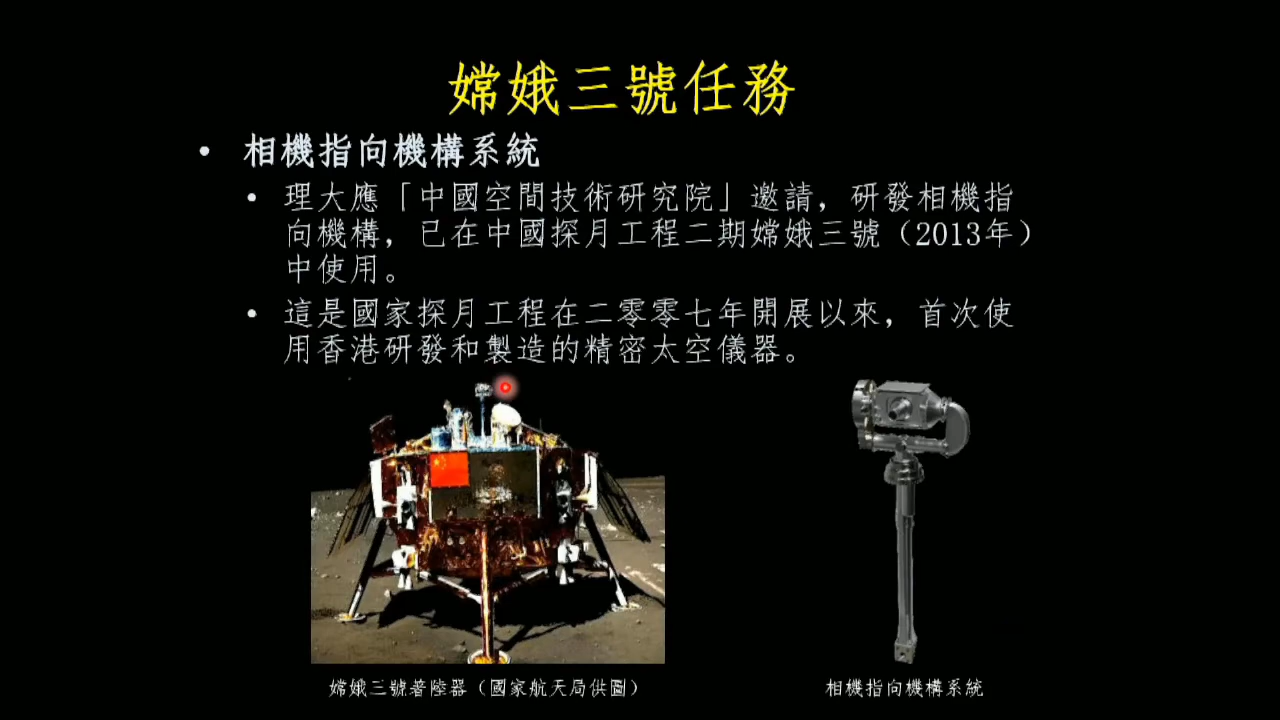 嫦娥三號任務
• 相機指向機構系統
• 理大應「中國空間技術研究院」邀請，研發相機指
向機構，已在中國探月工程二期嫦娥三號（2013年）
中使用。
• 這是國家探月工程在二零零七年開展以來，首次使
用香港研發和製造的精密太空儀器。
嫦娥三號著陸器（國家航天局供圖）
相機指向機構系統